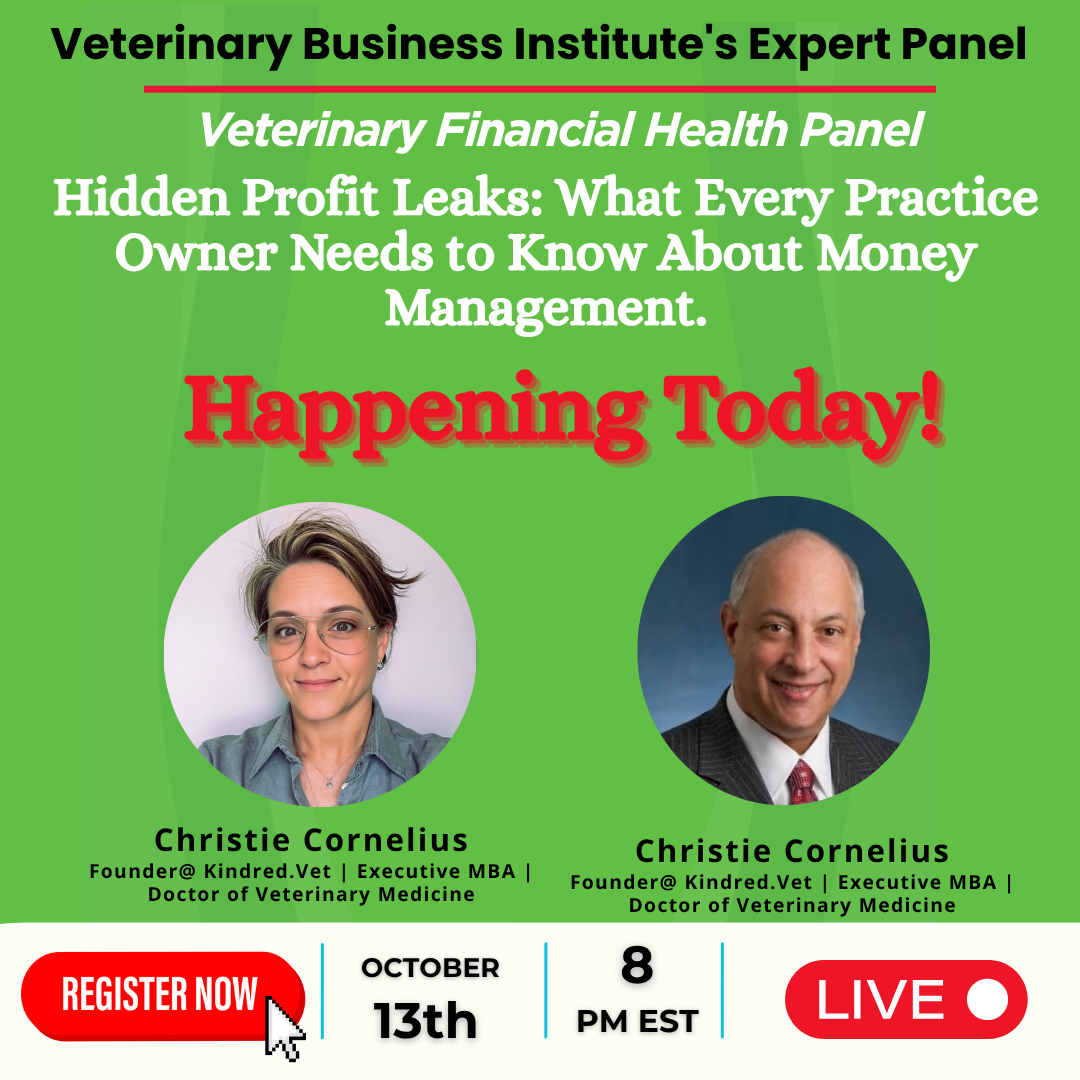 Veterinary Business Institute's Expert Panel
Veterinary Financial Health Panel
Hidden Profit Leaks: What Every Practice
Owner Needs to Know About Money
Management.
Happening Today!
Christie Cornelius
Founder@ Kindred.Vet | Executive MBA |
Doctor of Veterinary Medicine
Christie Cornelius
Founder@ Kindred.Vet | Executive MBA |
Doctor of Veterinary Medicine
REGISTER NOW
OCTOBER
13th
8
PM EST
LIVE